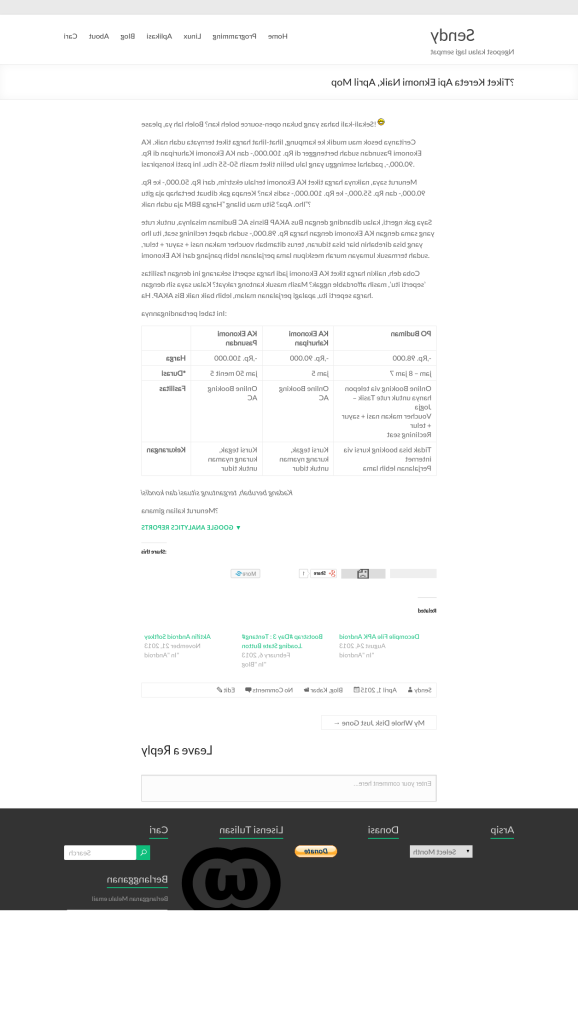 Sendy
Ngepost kalau lagi sempat
Home Programming Linux Aplikasi Blog About Cari
?Tiket Kereta Api Eknomi Naik, April Mop
!Sekali-kali bahas yang bukan open-source boleh kan? Boleh lah ya, please
Ceritanya besok mau mudik ke kampung, lihat-lihat harga tiket ternyata udah naik. KA
Ekonomi Pasundan sudah bertengger di Rp. 100.000,- dan KA Ekonomi Kahuripan di Rp.
.90.000,-, padahal seminggu yang lalu beliin tiket masih 50-55 ribu. Ini pasti konspirasi
Menurut saya, naiknya harga tiket KA Ekonomi terlalu ekstrim, dari Rp. 50.000,- ke Rp.
90.000,- dan Rp. 55.000,- ke Rp. 100.000,- sadis kan? Kenapa gak dibuat bertahap aja gitu
?"lho. Apa? Situ mau bilang "Harga BBM aja udah naik
Saya gak ngerti, kalau dibanding dengan Bus AKAP Bisnis AC Budiman misalnya, untuk rute
yang sama dengan KA Ekonomi dengan harga Rp. 98.000,- sudah dapet reclining seat, itu lho
yang bisa direbahin biar bisa tiduran, terus ditambah voucher makan nasi + sayur + telur,
.sudah termasuk lumayan murah meskipun lama perjalanan lebih panjang dari KA Ekonomi
Coba deh, naikin harga tiket KA Ekonomi jadi harga seperti sekarang ini dengan fasilitas
'seperti itu', masih affordable nggak? Masih masuk kantong rakyat? Kalau saya sih dengan
.harga seperti itu, apalagi perjalanan malam, lebih baik naik Bis AKAP. Ha
:Ini tabel perbandingannya
PO Budiman KA Ekonomi Kahuripan KA Ekonomi Pasundan
-,Rp. 98.000 -,Rp. 90.000 -,Rp. 100.000 Harga
jam – 8 jam 7 jam 5 jam 50 menit 5 *Durasi
Online Booking via telepon Online Booking Online Booking Fasilitas
hanya untuk rute Tasik – AC AC
Jogja
Voucher makan nasi + sayur
+ telur
Reclining seat
Tidak bisa booking kursi via Kursi tegak, Kursi tegak, Kekurangan
internet kurang nyaman kurang nyaman
Perjalanan lebih lama untuk tidur untuk tidur
Kadang berubah, tergantung situasi dan kondisi*
?Menurut kalian gimana
▼ GOOGLE ANALYTICS REPORTS
:Share this
Share 1 More
Related
Decompile File APK Android
August 24, 2013
"In "Android
Bootstrap #Day 3 : Tentang#
Loading State Button
February 6, 2013
"In "Blog
Aktifin Android Softkey
November 21, 2013
"In "Android
Sendy April 1, 2015 Blog, Kabar No Comments Edit
My Whole Disk Just Gone →
Leave a Reply
Enter your comment here...
Arsip
Select Month
Donasi
Donate
Lisensi Tulisan
Cari
Search
Berlangganan
Berlangganan Melalui email